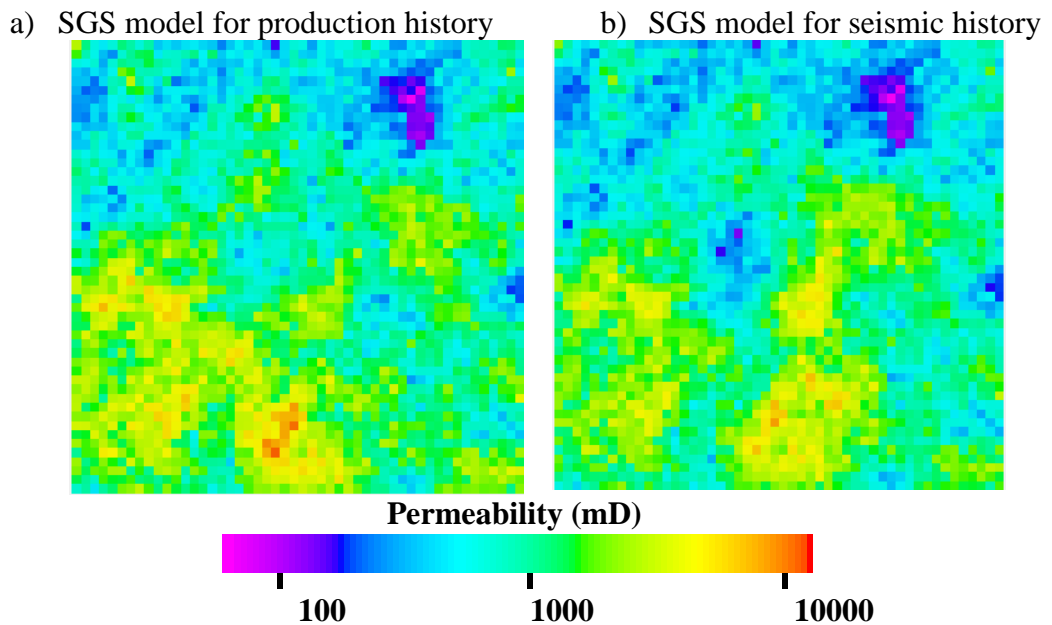 a) SGS model for production history
b) SGS model for seismic history
Permeability (mD)
100 1000 10000